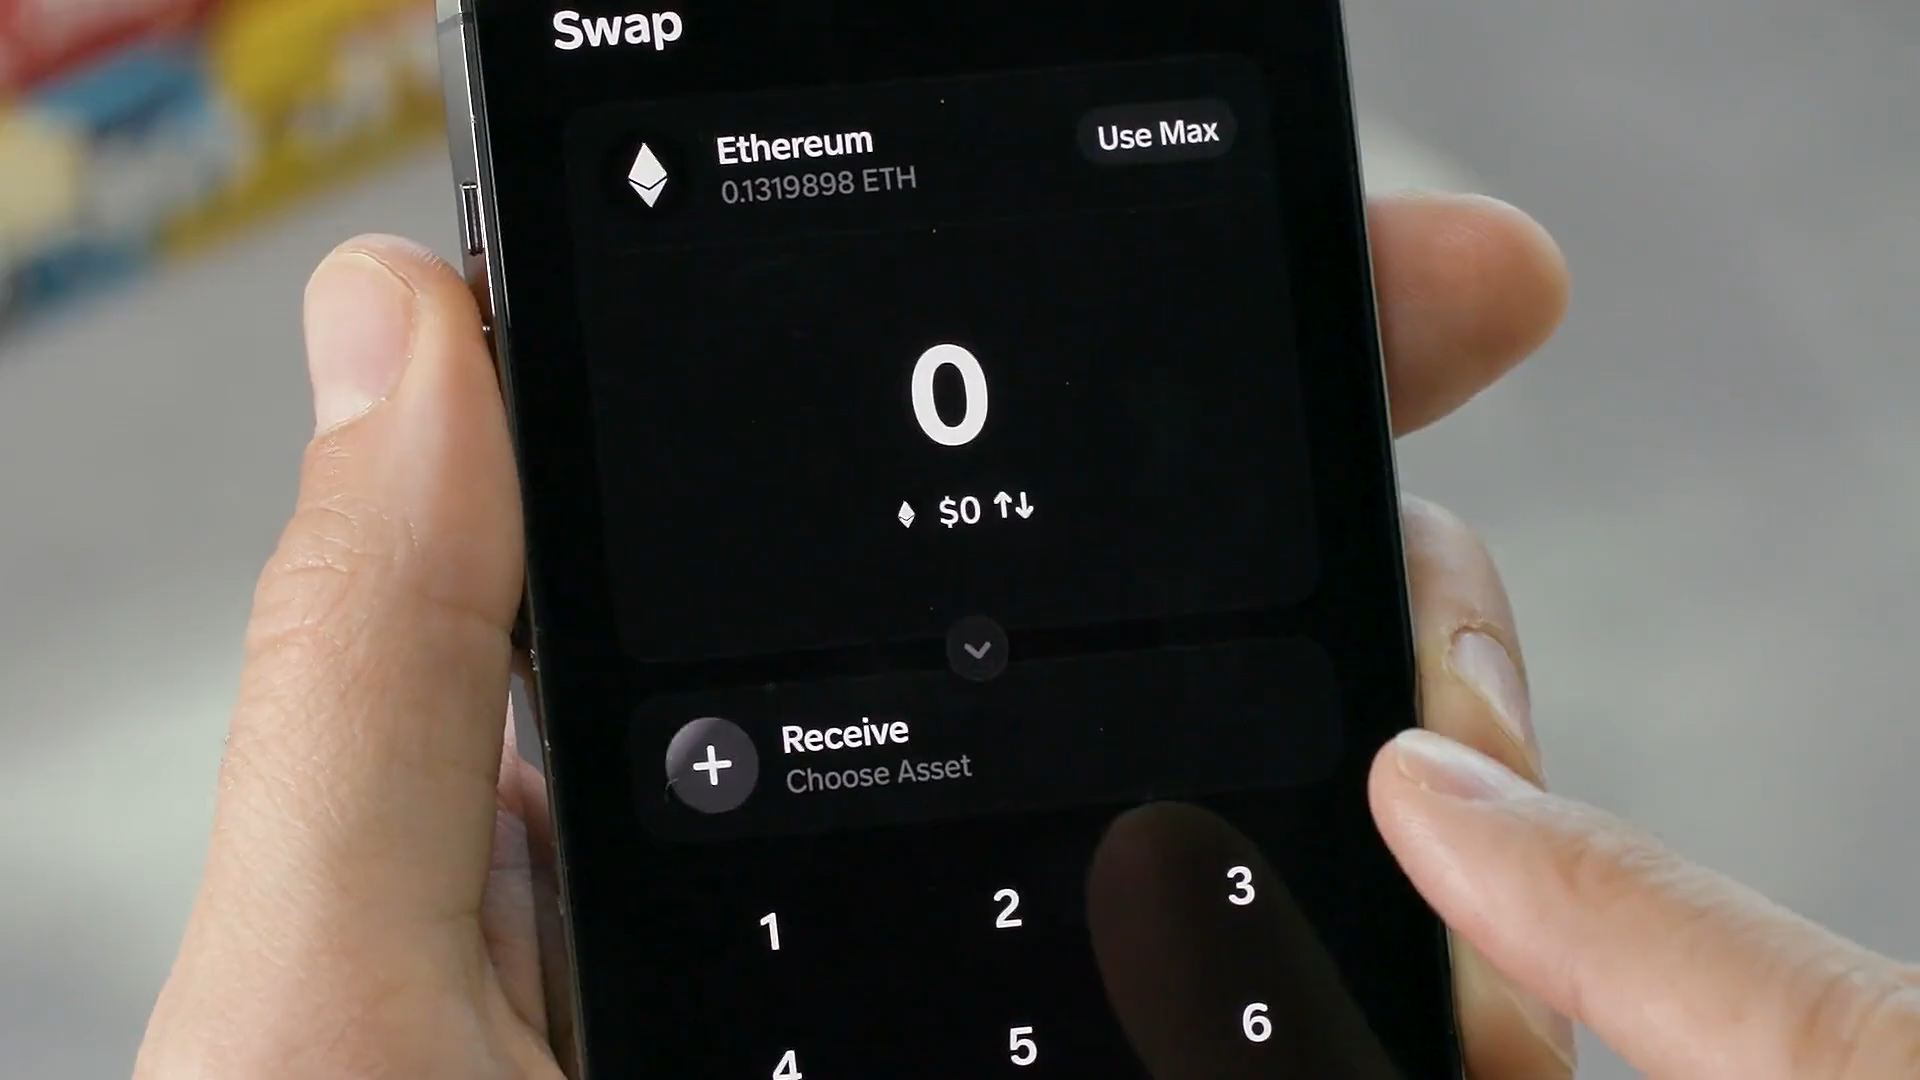 Swap
Ethereum
0.1319898 ETH
Use Max
0
$0
Receive
Choose Asset
1
2
3
4
5
6